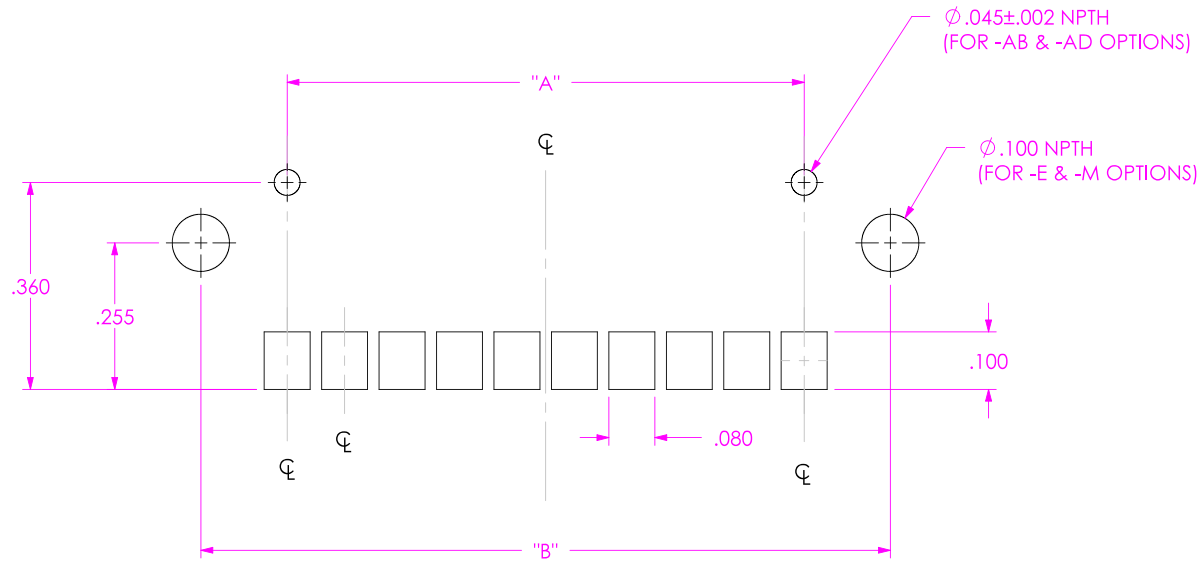 Ø.045±.002 NPTH
(FOR -AB & -AD OPTIONS)
"A"
℄
Ø.100 NPTH
(FOR -E & -M OPTIONS)
.360
.255
.100
.080
℄
℄
℄
"B"